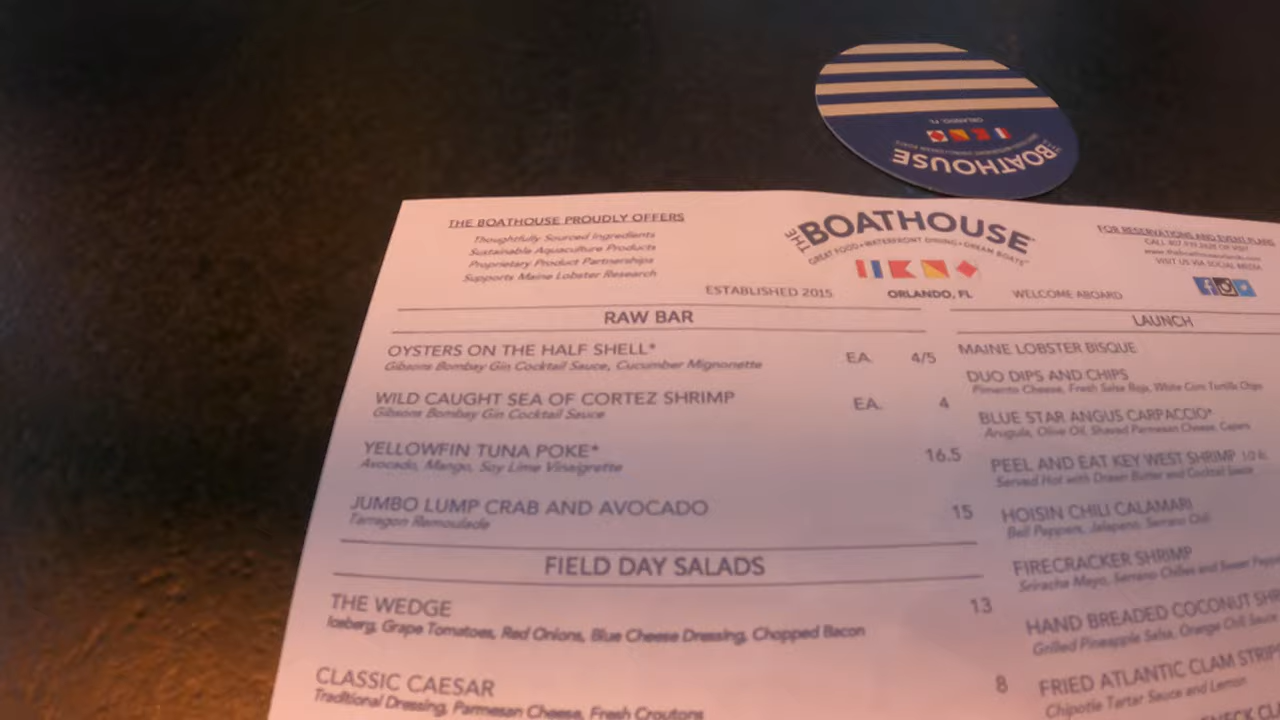 BOATHOUSE
ORLANDO, FL
THE BOATHOUSE PROUDLY OFFERS
Thoughtfully Sourced Ingredients
Sustainable Aquaculture Products
Proprietary Product Partnerships
Supports Maine Lobster Research
THE BOATHOUSE
GREAT FOOD • WATERFRONT DINING • DREAM BOATS
ESTABLISHED 2015
ORLANDO, FL
WELCOME ABOARD
FOR RESERVATIONS AND EVENT PLANS
VISIT US VIA SOCIAL MEDIA
RAW BAR
OYSTERS ON THE HALF SHELL* EA. 4/5
Gibsons Bombay Gin Cocktail Sauce, Cucumber Mignonette
WILD CAUGHT SEA OF CORTEZ SHRIMP EA. 4
Gibsons Bombay Gin Cocktail Sauce
YELLOWFIN TUNA POKE* 16.5
Avocado, Mango, Soy Lime Vinaigrette
JUMBO LUMP CRAB AND AVOCADO 15
Tarragon Remoulade
FIELD DAY SALADS
THE WEDGE 13
Iceberg, Grape Tomatoes, Red Onions, Blue Cheese Dressing, Chopped Bacon
CLASSIC CAESAR 8
Traditional Dressing, Parmesan Cheese, Fresh Croutons
LAUNCH
MAINE LOBSTER BISQUE
DUO DIPS AND CHIPS
Pimento Cheese, Fresh Salsa Roja, White Corn Tortilla Chips
BLUE STAR ANGUS CARPACCIO*
Arugula, Olive Oil, Shaved Parmesan Cheese, Capers
PEEL AND EAT KEY WEST SHRIMP 1/2 lb.
Served Hot with Drawn Butter and Cocktail Sauce
HOISIN CHILI CALAMARI
Bell Peppers, Jalapeno, Serrano Chili
FIRECRACKER SHRIMP
Sriracha Mayo, Serrano Chilies and Sweet
HAND BREADED COCONUT
Grilled Pineapple Salsa, Orange Chili Sauce
FRIED ATLANTIC CLAM STRIPS
Chipotle Tartar Sauce and Lemon